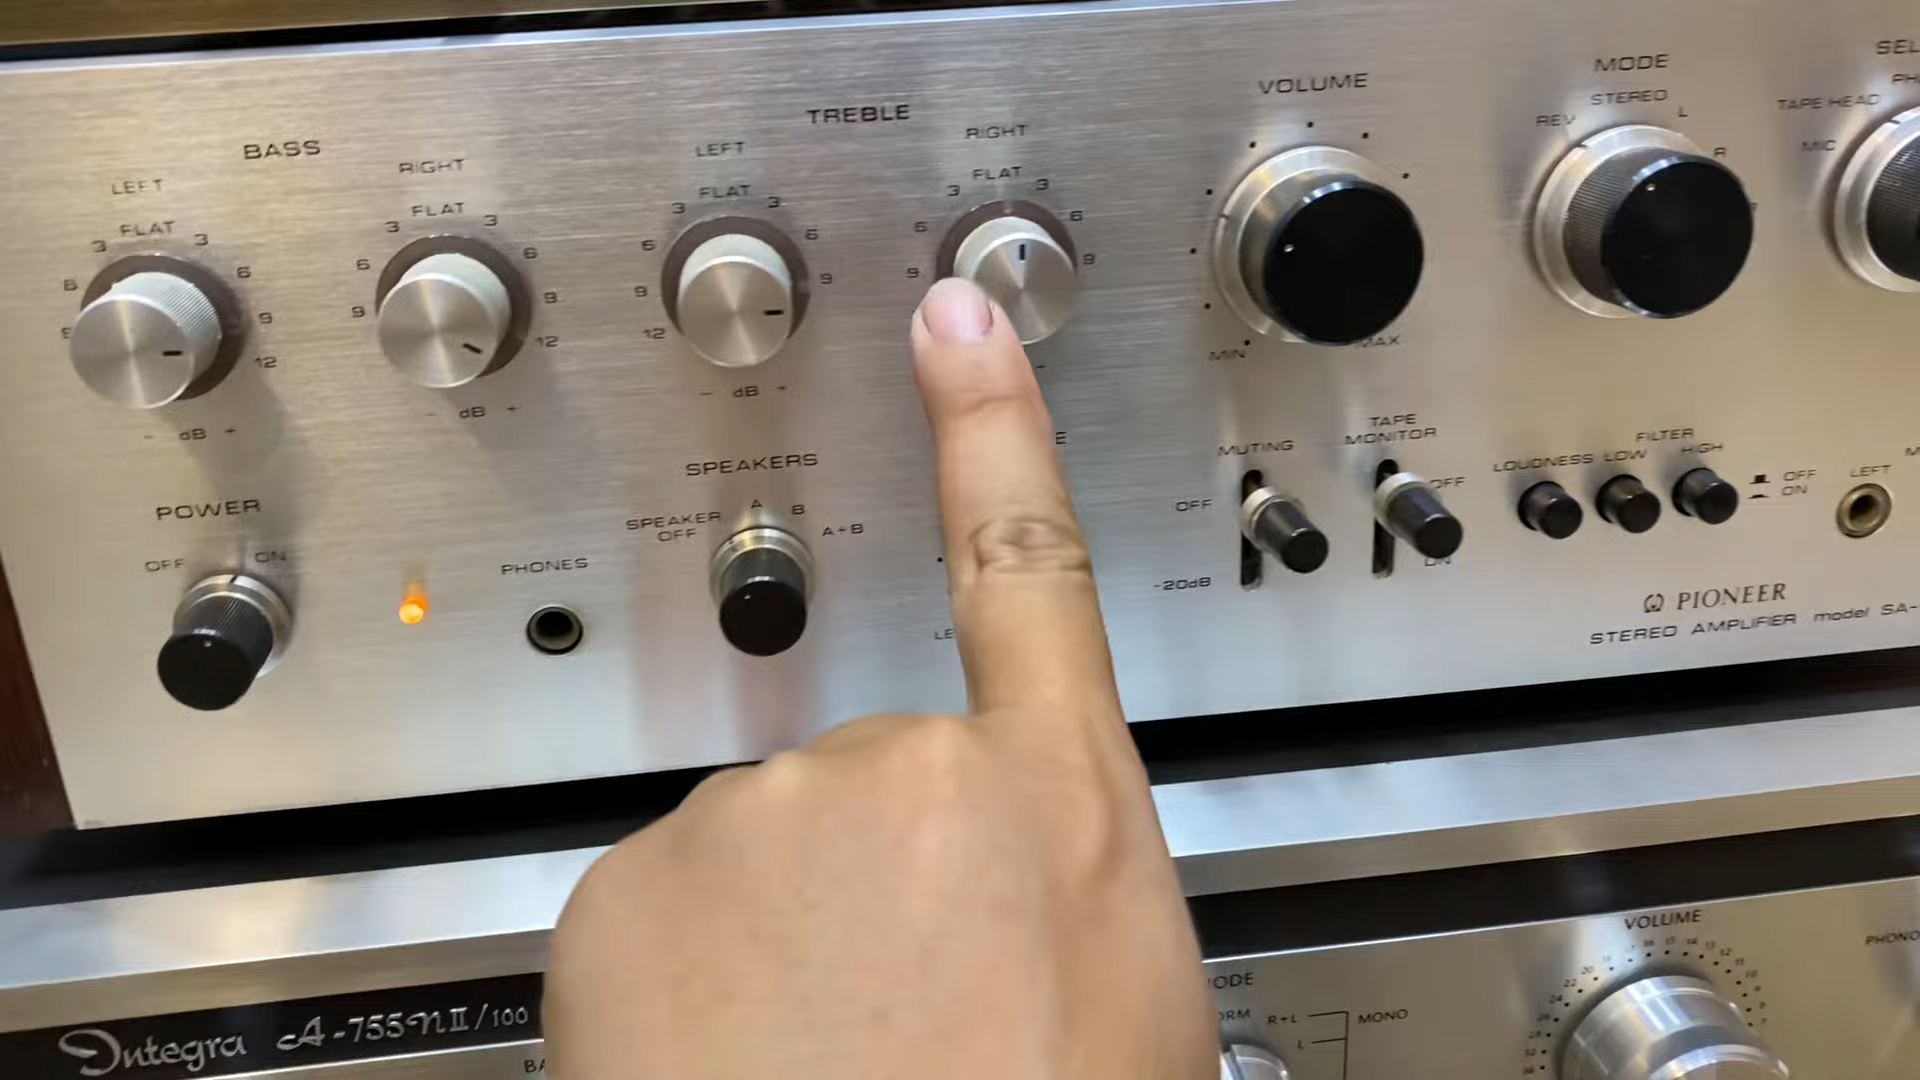 BASS
LEFT
FLAT
3 3
6 6
9 9
12
- dB +
RIGHT
FLAT
3 3
6 6
9 9
12
- dB +
TREBLE
LEFT
FLAT
3 3
6 6
9 9
12
- dB +
RIGHT
FLAT
3 3
6 6
9 9
VOLUME
MIN MAX
MODE
STEREO
REV L
R
TAPE HEAD
MIC
POWER
OFF ON
PHONES
SPEAKERS
SPEAKER OFF
A B
A+B
MUTING
OFF
-20dB
TAPE
MONITOR
OFF
ON
FILTER
LOUDNESS LOW HIGH
OFF
ON
LEFT
PIONEER
STEREO AMPLIFIER model SA-
Integra A-755nII/100
R+L MONO
L
VOLUME